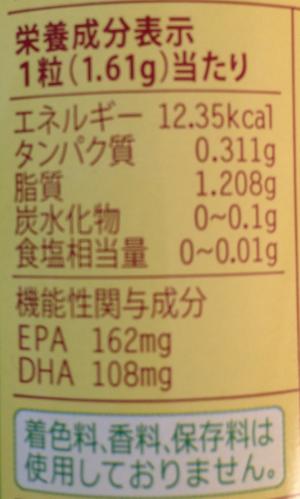 栄養成分表示
1粒(1.61g)当たり
エネルギー 12.35kcal
タンパク質 0.311g
脂質 1.208g
炭水化物 0~0.1g
食塩相当量 0~0.01g
機能性関与成分
EPA 162mg
DHA 108mg
着色料、香料、保存料は
使用しておりません。